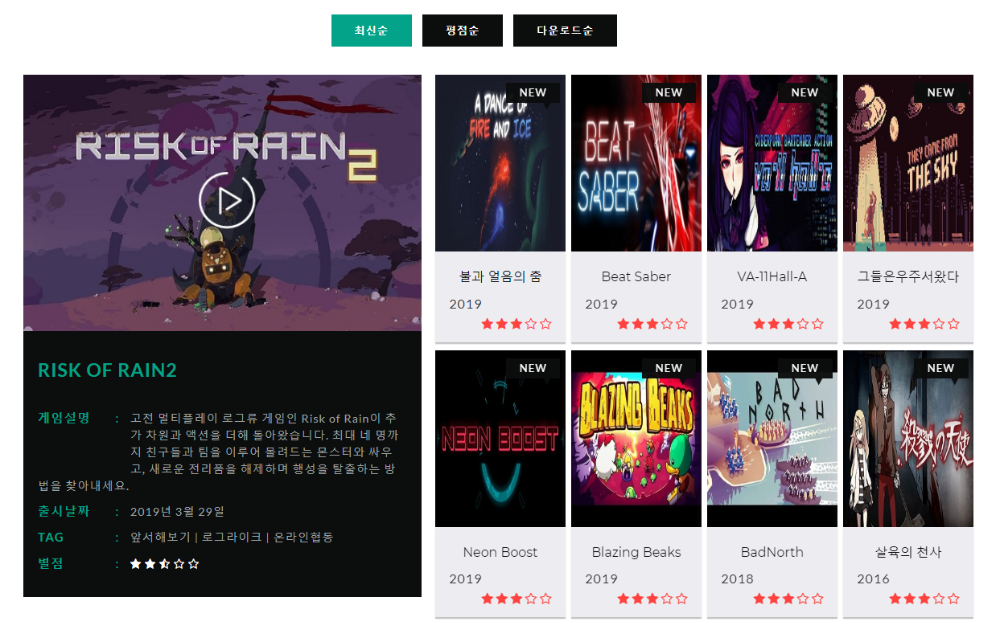 최신순 평점순 다운로드순
RISK OF RAIN 2
RISK OF RAIN2
게임설명 : 고전 멀티플레이 로그류 게임인 Risk of Rain이 추
가 차원과 액션을 더해 돌아왔습니다. 최대 네 명까
지 친구들과 팀을 이루어 몰려드는 몬스터와 싸우
고, 새로운 전리품을 해제하며 행성을 탈출하는 방
법을 찾아내세요.
출시날짜 : 2019년 3월 29일
TAG : 앞서해보기 | 로그라이크 | 온라인협동
별점 :
NEW
A DANCE OF
FIRE AND ICE
불과 얼음의 춤
2019
NEW
BEAT
SABER
Beat Saber
2019
NEW
CYBERPUNK BARTENDER ACTION
va-11 hall-a
VA-11Hall-A
2019
NEW
THEY CAME FROM
THE SKY
그들은우주서왔다
2019
NEW
NEON BOOST
Neon Boost
2019
NEW
BLAZING BEAKS
Blazing Beaks
2019
NEW
BAD
NORTH
BadNorth
2018
NEW
殺戮の天使
살육의 천사
2016